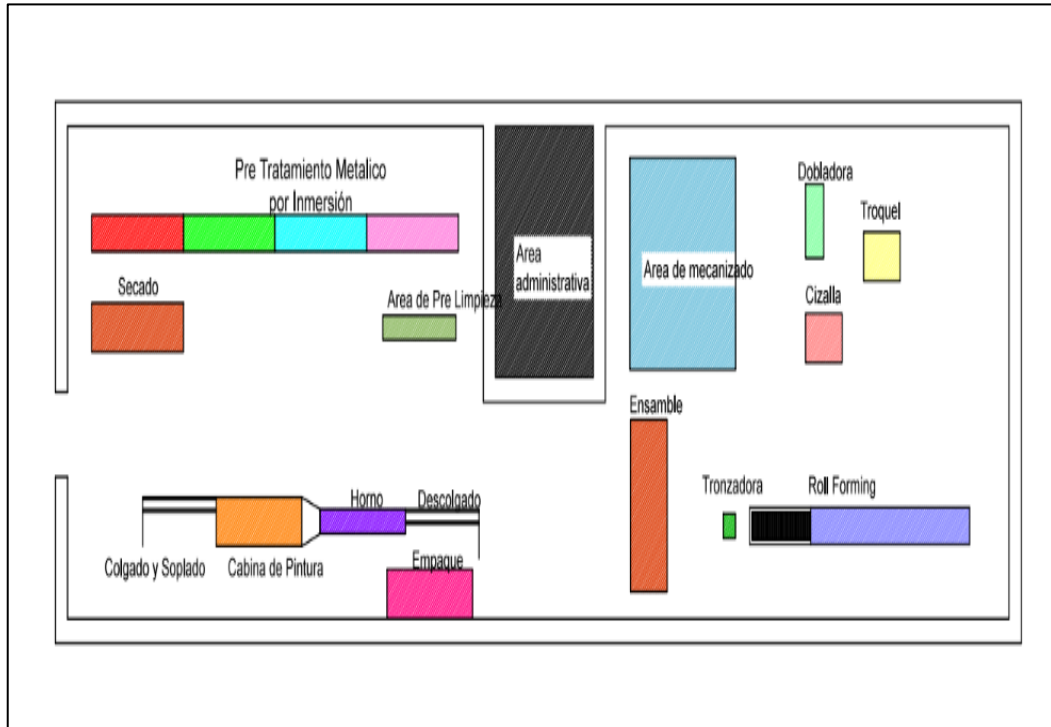 Pre Tratamiento Metalico
por Inmersión
Secado
Area de Pre Limpieza
Area
administrativa
Area de mecanizado
Dobladora
Troquel
Cizalla
Ensamble
Tronzadora
Roll Forming
Horno
Descolgado
Colgado y Soplado
Cabina de Pintura
Empaque